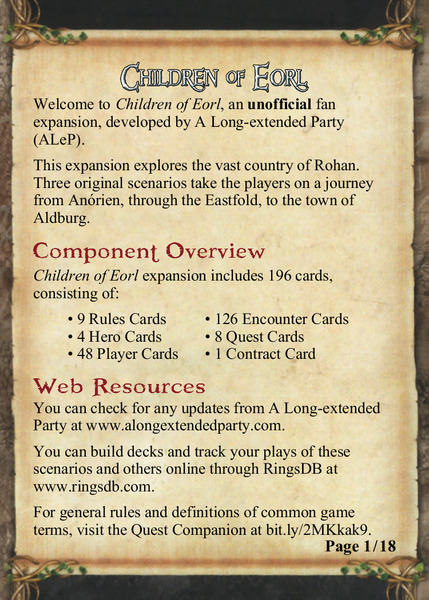 Children of Eorl
Welcome to Children of Eorl, an unofficial fan
expansion, developed by A Long-extended Party
(ALeP).
This expansion explores the vast country of Rohan.
Three original scenarios take the players on a journey
from Anórien, through the Eastfold, to the town of
Aldburg.
Component Overview
Children of Eorl expansion includes 196 cards,
consisting of:
• 9 Rules Cards • 126 Encounter Cards
• 4 Hero Cards • 8 Quest Cards
• 48 Player Cards • 1 Contract Card
Web Resources
You can check for any updates from A Long-extended
Party at www.alongextendedparty.com.
You can build decks and track your plays of these
scenarios and others online through RingsDB at
www.ringsdb.com.
For general rules and definitions of common game
terms, visit the Quest Companion at bit.ly/2MKkak9.
Page 1/18